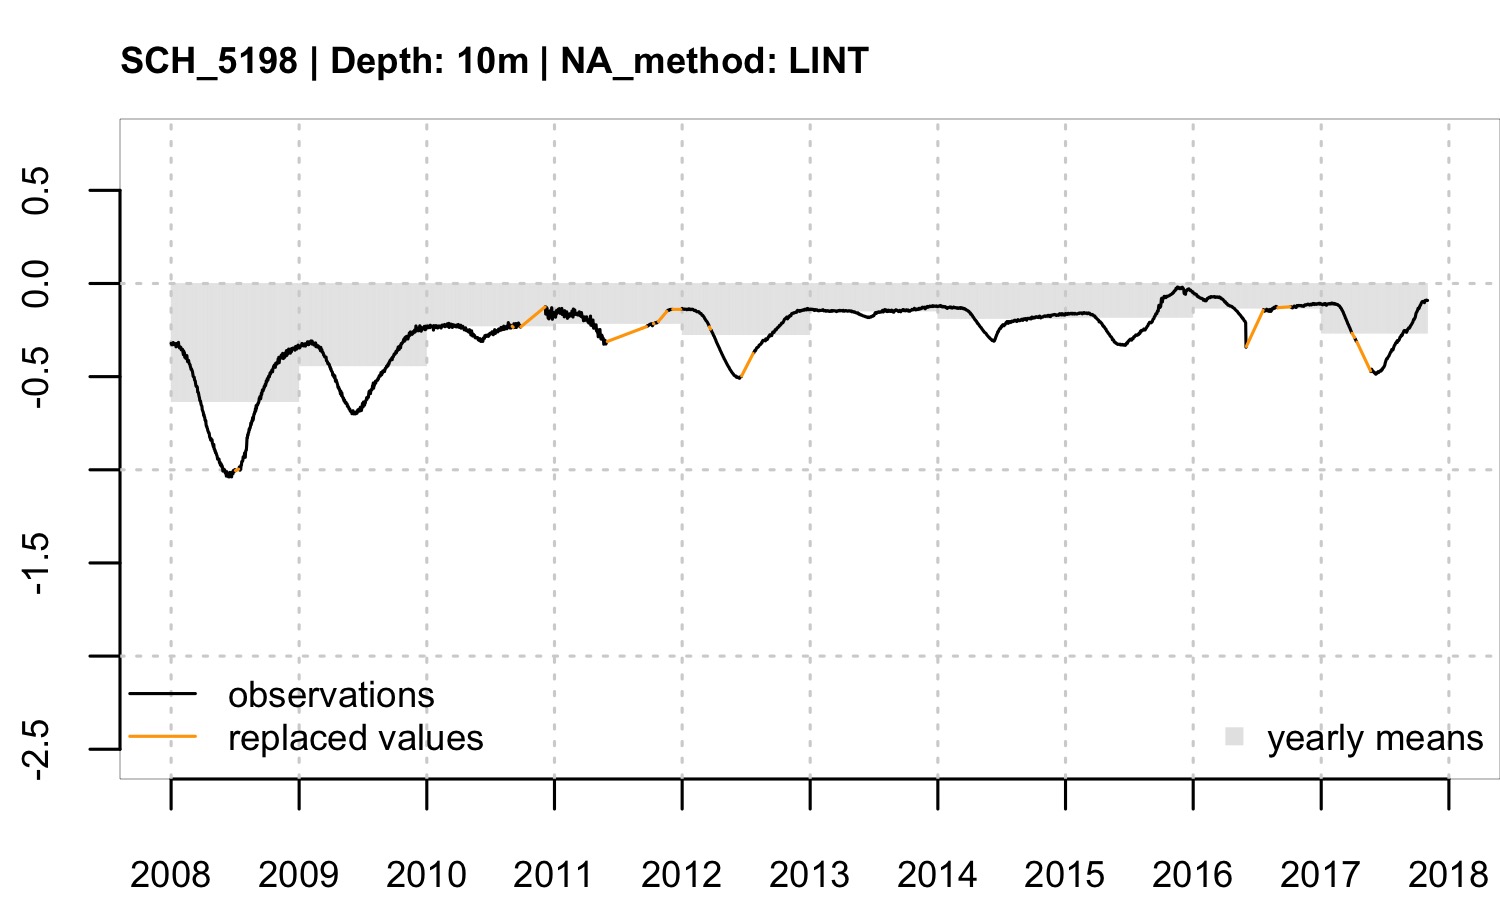 SCH_5198 | Depth: 10m | NA_method: LINT
0.5
0.0
-0.5
-1.5
-2.5
observations
replaced values
yearly means
2008 2009 2010 2011 2012 2013 2014 2015 2016 2017 2018